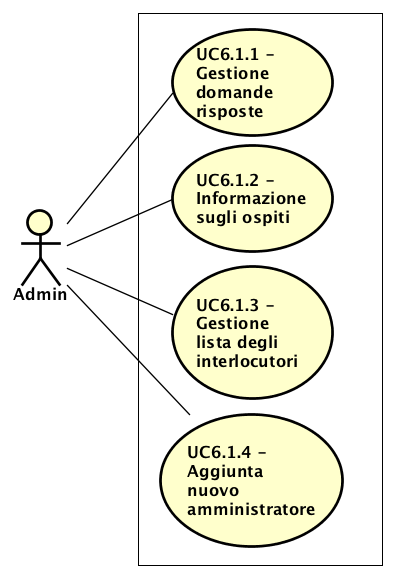 UC6.1.1 -
Gestione
domande
risposte
UC6.1.2 -
Informazione
sugli ospiti
Admin
UC6.1.3 -
Gestione
lista degli
interlocutori
UC6.1.4 -
Aggiunta
nuovo
amministratore